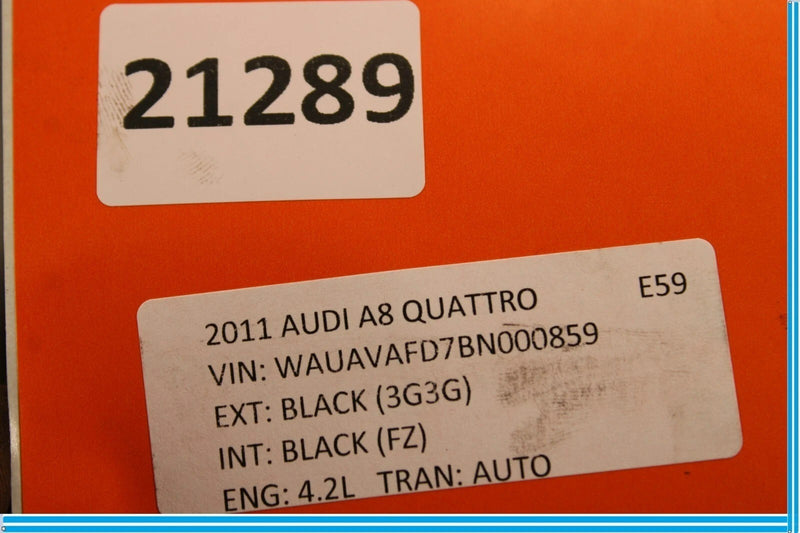 21289
2011 AUDI A8 QUATTRO E59
VIN: WAUAVAFD7BN000859
EXT: BLACK (3G3G)
INT: BLACK (FZ)
ENG: 4.2L TRAN: AUTO